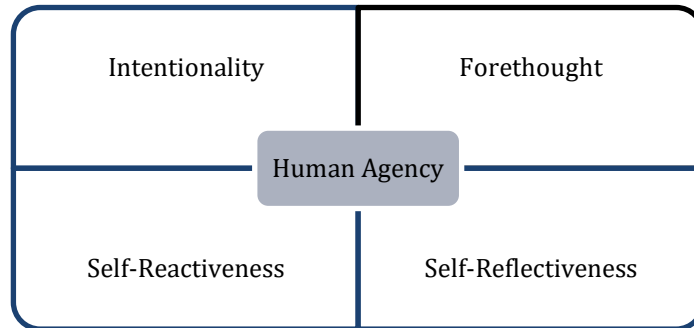 Intentionality
Forethought
Human Agency
Self-Reactiveness
Self-Reflectiveness